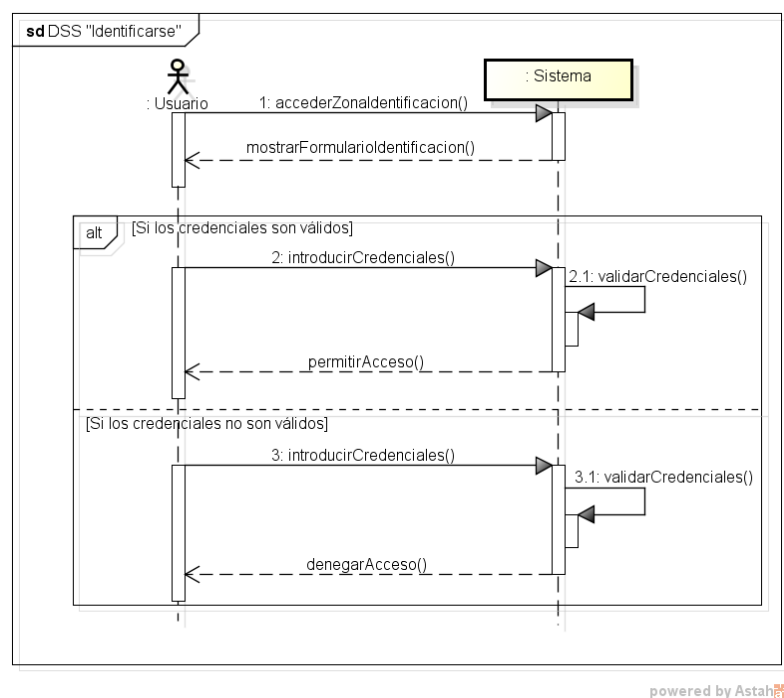 sd DSS "Identificarse"
: Usuario
: Sistema
1: accederZonaIdentificacion()
mostrarFormularioIdentificacion()
alt
[Si los credenciales son válidos]
2: introducirCredenciales()
2.1: validarCredenciales()
permitirAcceso()
[Si los credenciales no son válidos]
3: introducirCredenciales()
3.1: validarCredenciales()
denegarAcceso()
powered by Astah